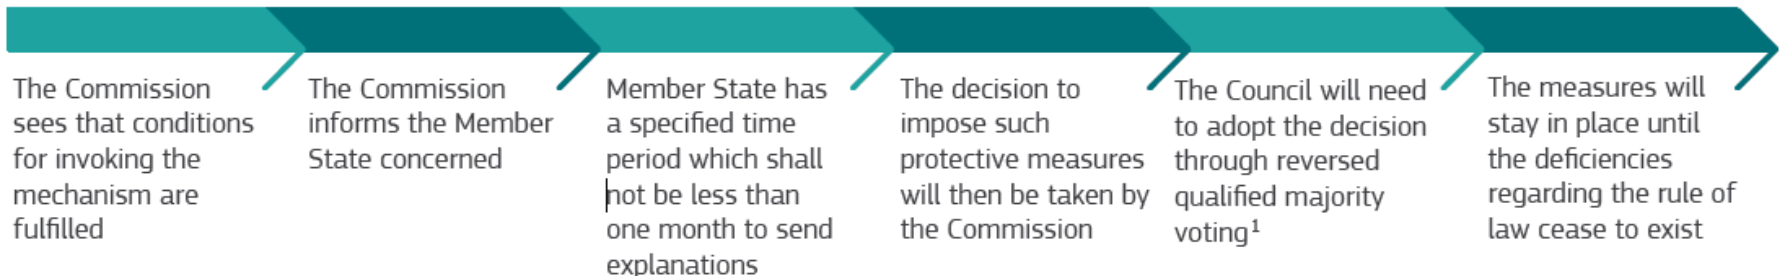 The Commission
sees that conditions
for invoking the
mechanism are
fulfilled
The Commission
informs the Member
State concerned
Member State has
a specified time
period which shall
not be less than
one month to send
explanations
The decision to
impose such
protective measures
will then be taken by
the Commission
The Council will need
to adopt the decision
through reversed
qualified majority
voting¹
The measures will
stay in place until
the deficiencies
regarding the rule of
law cease to exist